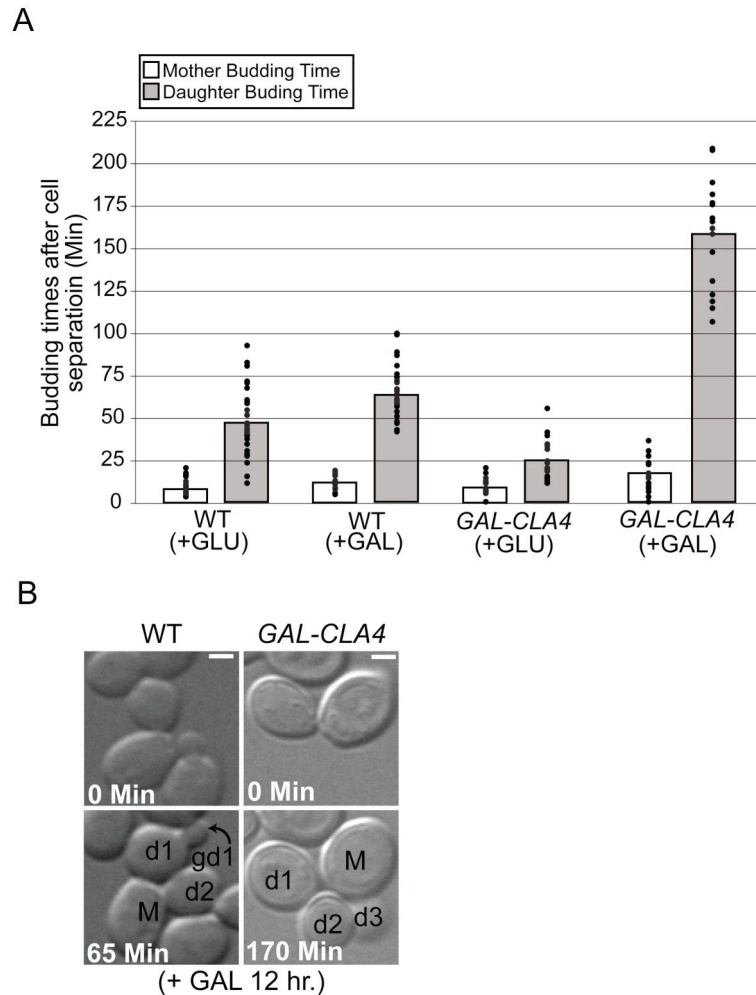 A
Mother Budding Time
Daughter Buding Time
Budding times after cell
separatioin (Min)
225
200
175
150
125
100
75
50
25
0
WT
(+GLU)
WT
(+GAL)
GAL-CLA4
(+GLU)
GAL-CLA4
(+GAL)
B
WT
GAL-CLA4
0 Min
0 Min
d1
gd1
d2
M
65 Min
d1
M
d2
d3
170 Min
(+ GAL 12 hr.)